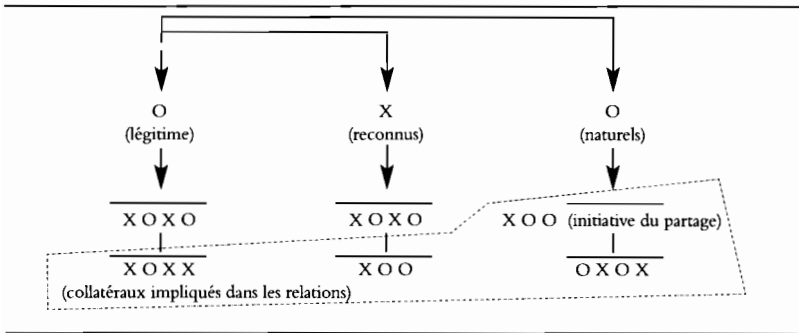 O X O
(légitime) (reconnus) (naturels)
X O X O X O X O X O O (initiative du partage)
X O X X X O O O X O X
(collatéraux impliqués dans les relations)